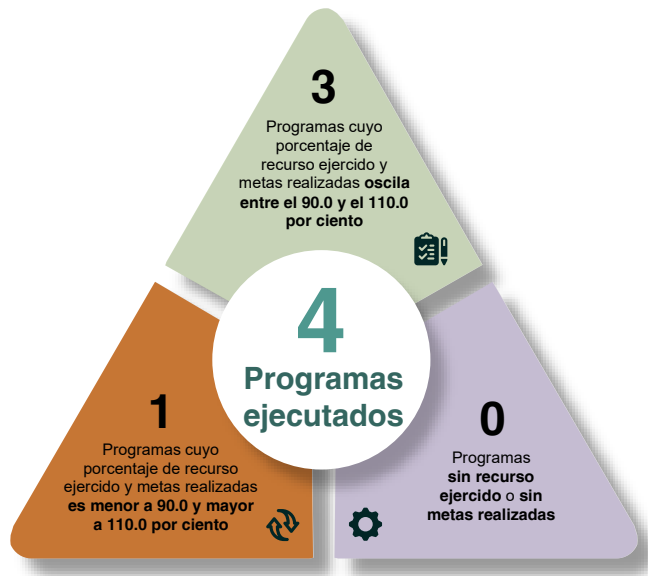 3
Programas cuyo
porcentaje de
recurso ejercido y
metas realizadas oscila
entre el 90.0 y el 110.0
por ciento
4
Programas
ejecutados
1
Programas cuyo
porcentaje de recurso
ejercido y metas realizadas
es menor a 90.0 y mayor
a 110.0 por ciento
0
Programas
sin recurso
ejercido o sin
metas realizadas